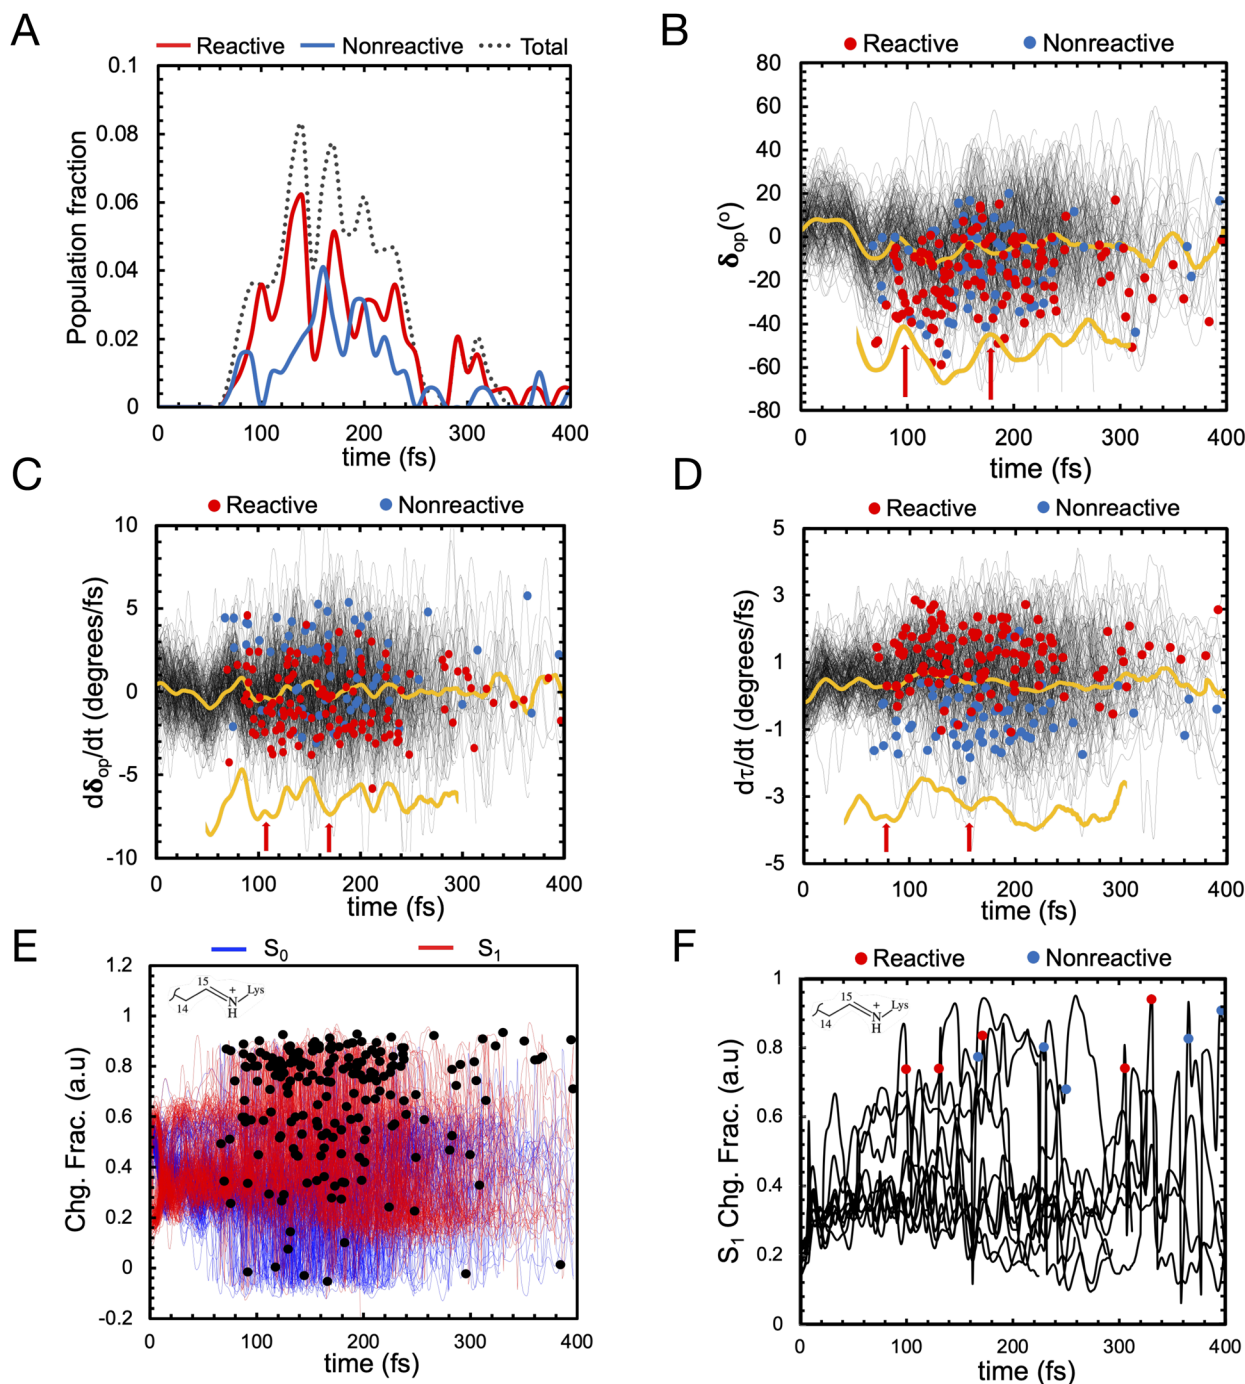 A
Reactive Nonreactive Total
0.1
0.08
0.06
0.04
0.02
0
Population fraction
100 200 300 400
time (fs)
B
Reactive Nonreactive
80
60
40
20
0
-20
-40
-60
-80
δop(°)
0 100 200 300 400
time (fs)
C
Reactive Nonreactive
10
5
0
-5
-10
dδop/dt (degrees/fs)
0 100 200 300 400
time (fs)
D
Reactive Nonreactive
5
3
1
-1
-3
-5
dτ/dt (degrees/fs)
0 100 200 300 400
time (fs)
E
S0 S1
1.2
1.0
0.8
0.6
0.4
0.2
0
-0.2
Chg. Frac. (a.u)
15
14
+
N
H
Lys
0 100 200 300 400
time (fs)
F
Reactive Nonreactive
1
0.8
0.6
0.4
0.2
0
S1 Chg. Frac. (a.u)
15
14
+
N
H
Lys
0 100 200 300 400
time (fs)